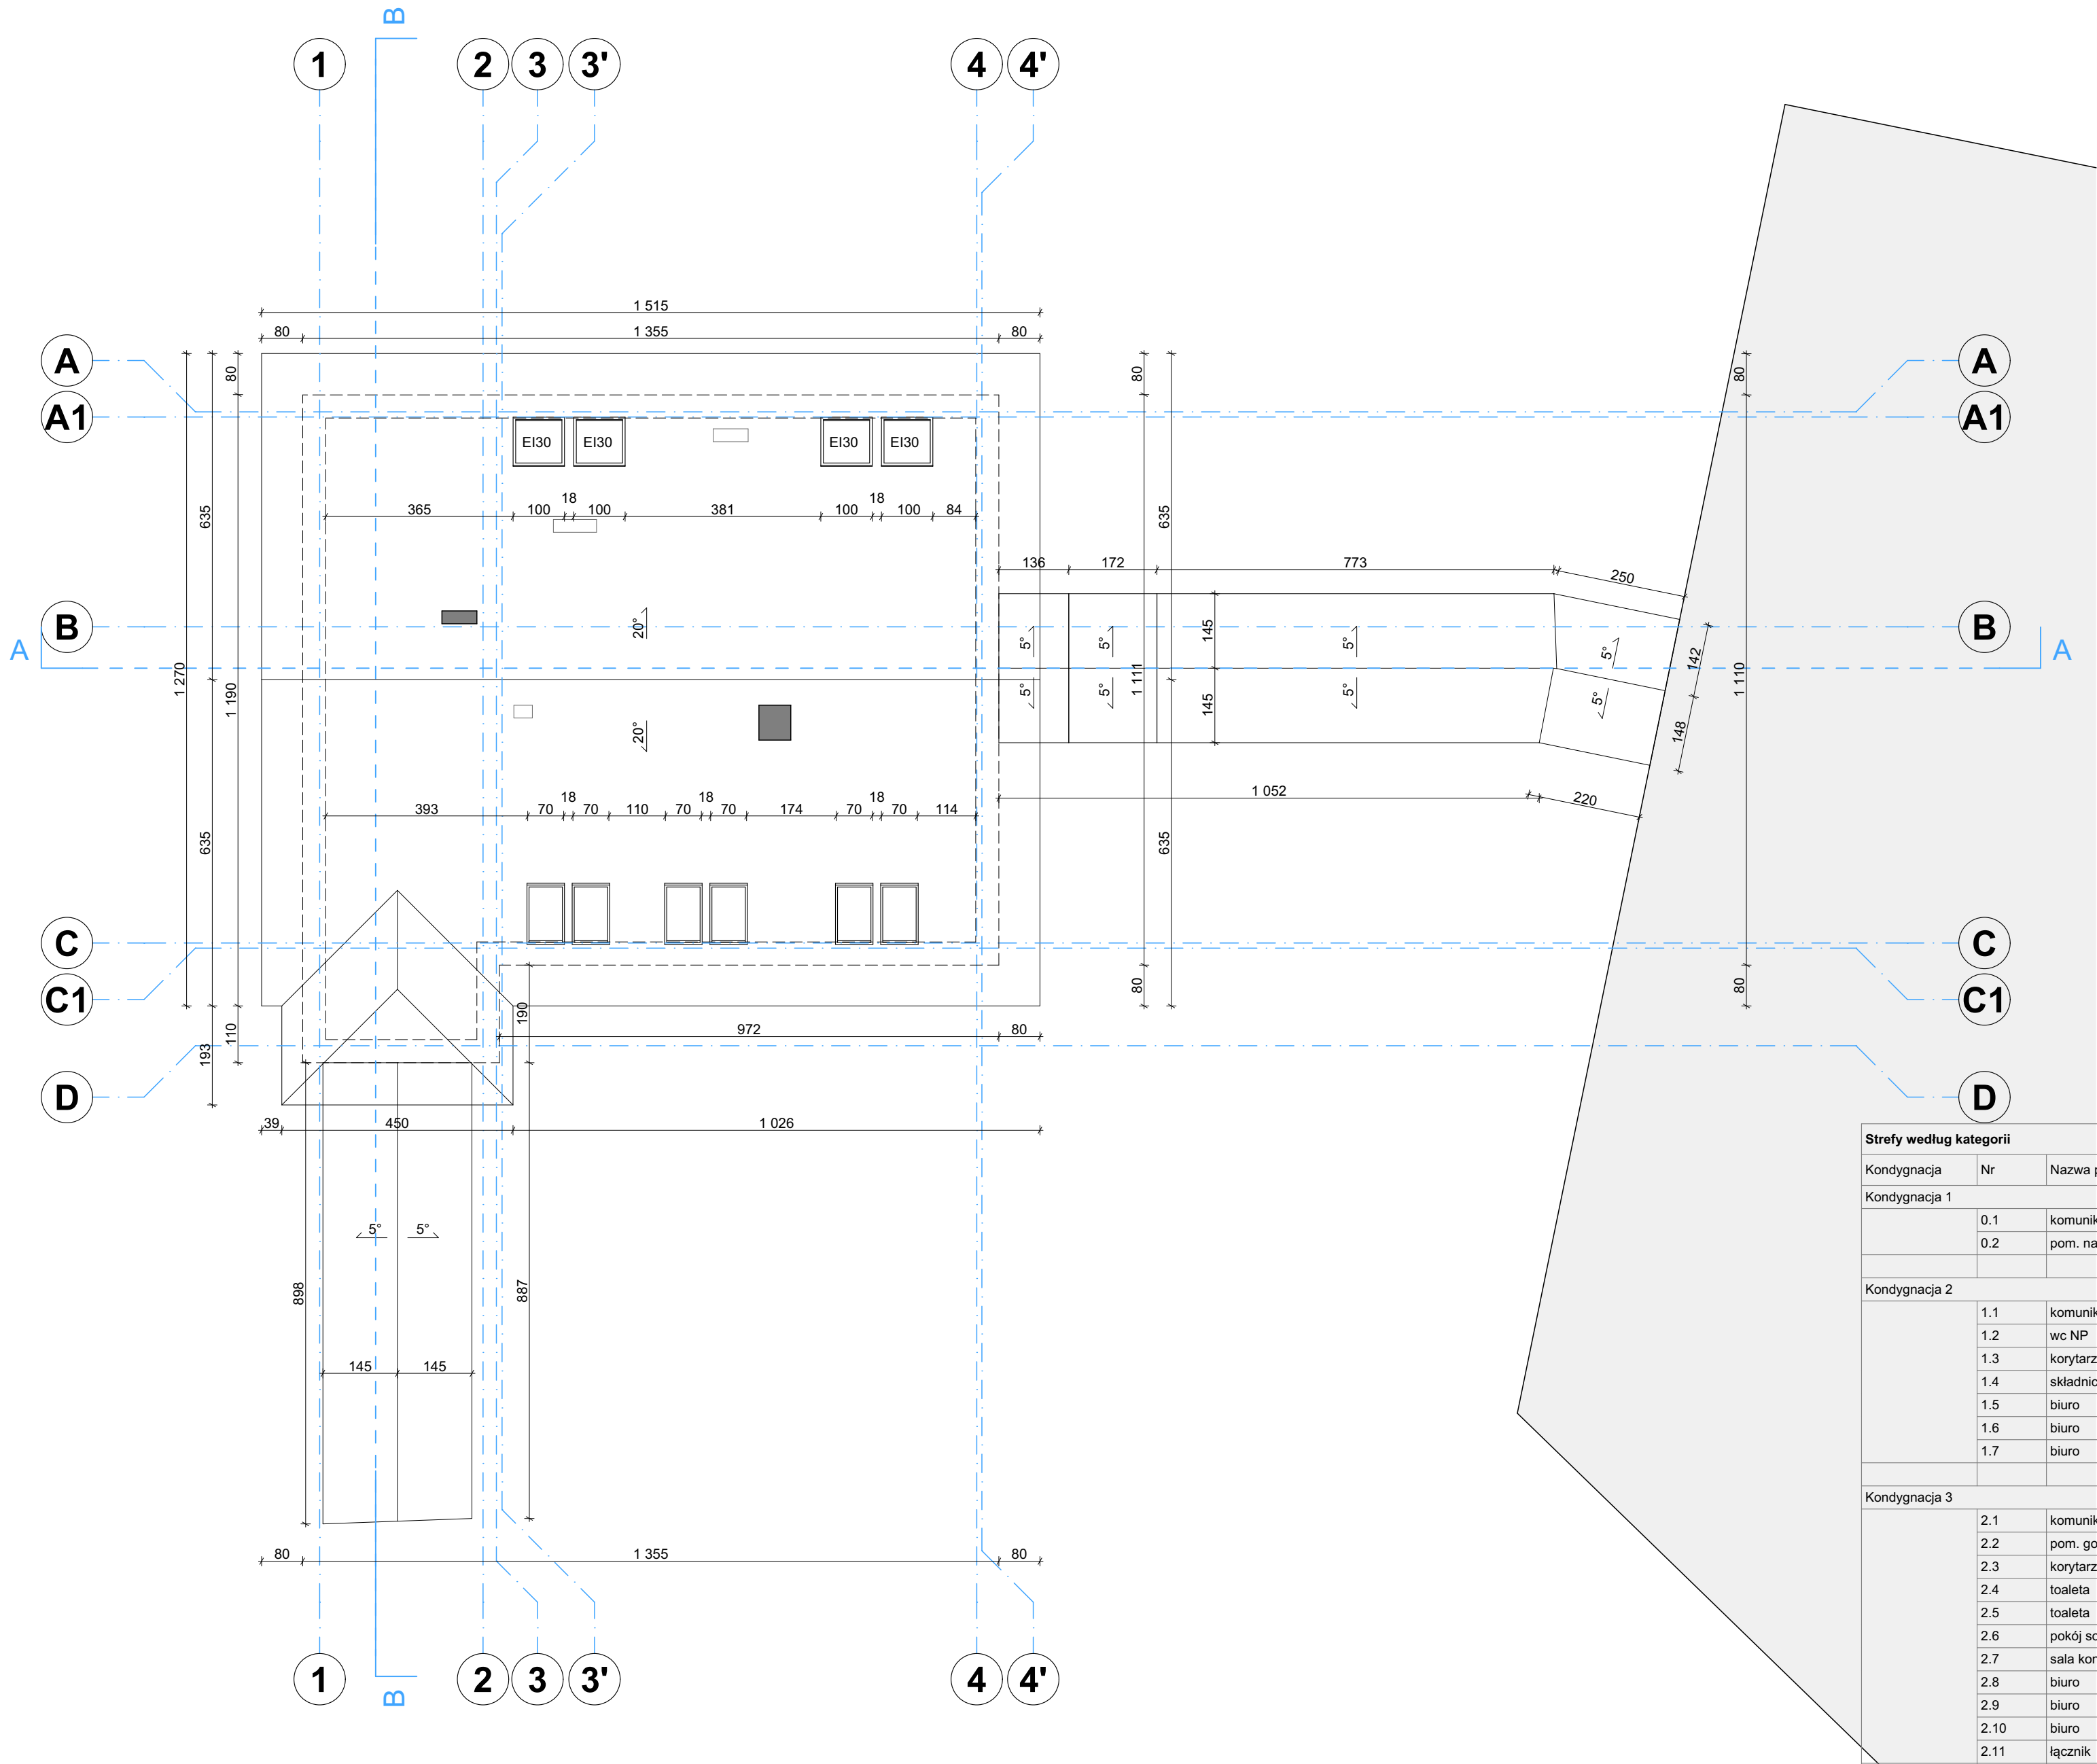 B
1 2 3 3' 4 4'
1 515
80 1 355 80
A A
A1 A1
80 80 80
EI30 EI30 EI30 EI30
18 18
365 100 100 381 100 100 84
635 635
136 172 773 250
B B
A A
20° 5° 5° 145 5° 5° 142
1 270 1 190 1 111 1 110
20° 5° 5° 145 5° 5° 148
18 18 18
393 70 70 110 70 70 174 70 70 114
1 052 220
635 635
C C
C1 C1
80 80
193 110 190 972 80
D D
39 450 1 026
5° 5°
898 887
145 145
80 1 355 80
1 2 3 3' 4 4'
B
Strefy według kategorii
Kondygnacja Nr Nazwa
Kondygnacja 1
0.1
0.2 pom.
Kondygnacja 2
1.1
1.2 wc NP
1.3 korytarz
1.4
1.5 biuro
1.6 biuro
1.7 biuro
Kondygnacja 3
2.1
2.2 pom.
2.3 korytarz
2.4 toaleta
2.5 toaleta
2.6 pokój
2.7 sala
2.8 biuro
2.9 biuro
2.10 biuro
2.11 łącznik